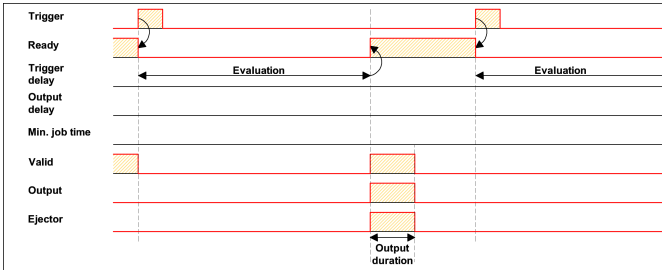 Trigger
Ready
Trigger
delay
Evaluation
Evaluation
Output
delay
Min. job time
Valid
Output
Ejector
Output
duration